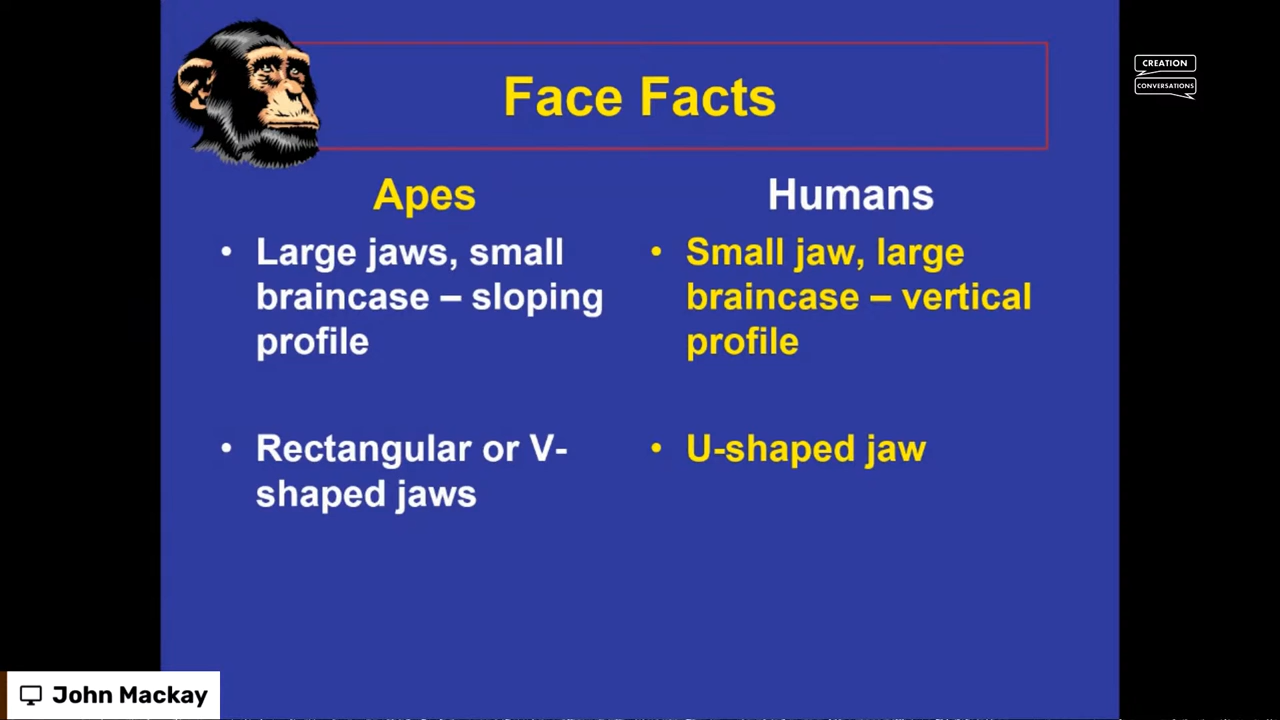 Face Facts
CREATION
CONVERSATIONS
Apes
• Large jaws, small
braincase – sloping
profile
• Rectangular or V-
shaped jaws
Humans
• Small jaw, large
braincase – vertical
profile
• U-shaped jaw
John Mackay